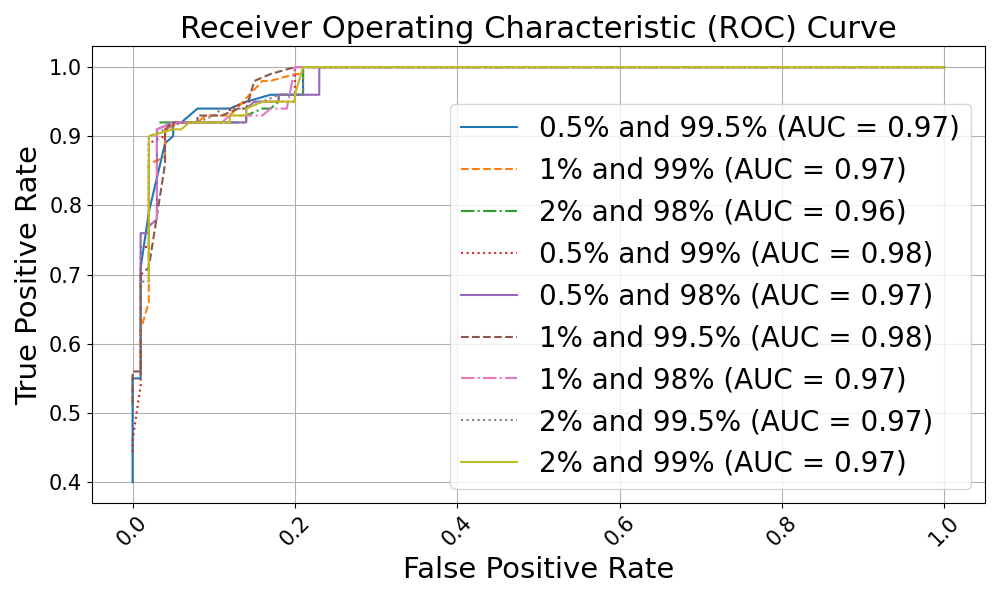 Receiver Operating Characteristic (ROC) Curve
True Positive Rate
1.0
0.9
0.8
0.7
0.6
0.5
0.4
0.5% and 99.5% (AUC = 0.97)
1% and 99% (AUC = 0.97)
2% and 98% (AUC = 0.96)
0.5% and 99% (AUC = 0.98)
0.5% and 98% (AUC = 0.97)
1% and 99.5% (AUC = 0.98)
1% and 98% (AUC = 0.97)
2% and 99.5% (AUC = 0.97)
2% and 99% (AUC = 0.97)
0.0
0.2
0.4
0.6
0.8
1.0
False Positive Rate